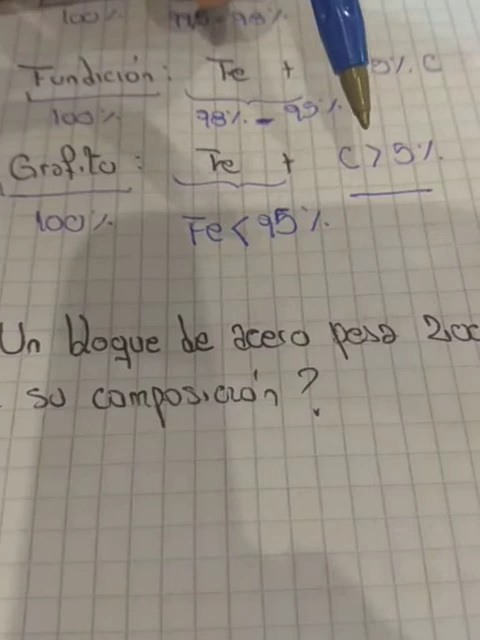 100%
Fundición: Fe + 5% C
100% 98% - 95%
Grafito: Fe + C > 5%
100% Fe < 95%
Un bloque de acero pesa
su composición?